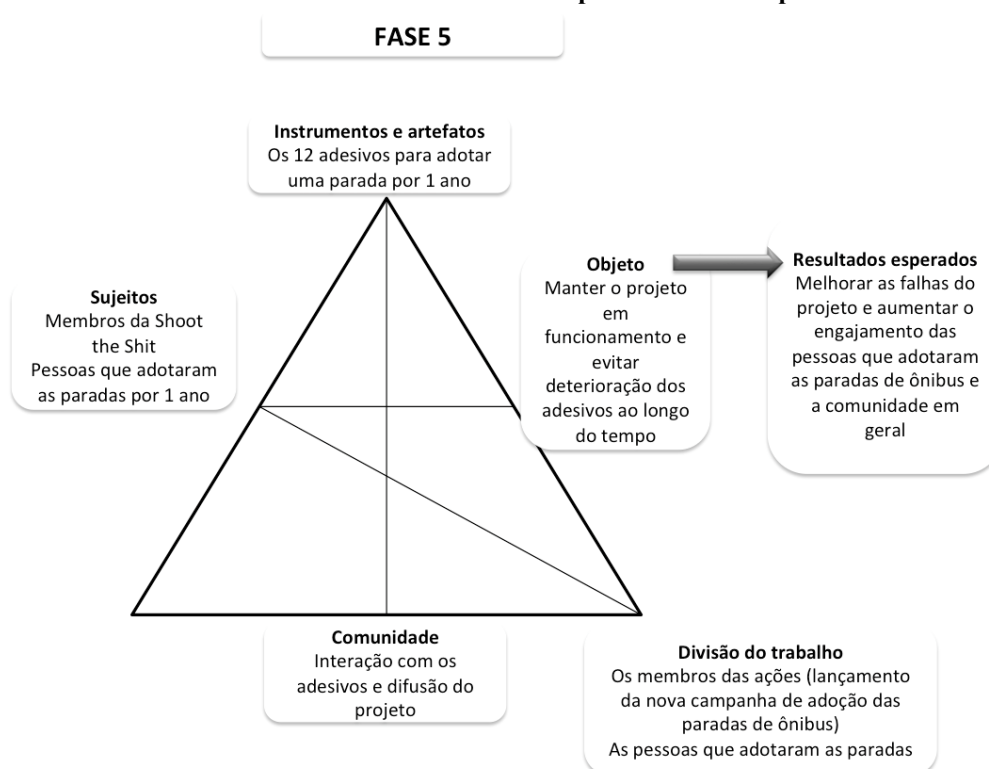 FASE 5
Instrumentos e artefatos
Os 12 adesivos para adotar
uma parada por 1 ano
Sujeitos
Membros da Shoot
the Shit
Pessoas que adotaram
as paradas por 1 ano
Objeto
Manter o projeto
em
funcionamento e
evitar
deterioração dos
adesivos ao longo
do tempo
Resultados esperados
Melhorar as falhas do
projeto e aumentar o
engajamento das
pessoas que adotaram
as paradas de ônibus e
a comunidade em
geral
Comunidade
Interação com os
adesivos e difusão do
projeto
Divisão do trabalho
Os membros das ações (lançamento
da nova campanha de adoção das
paradas de ônibus)
As pessoas que adotaram as paradas